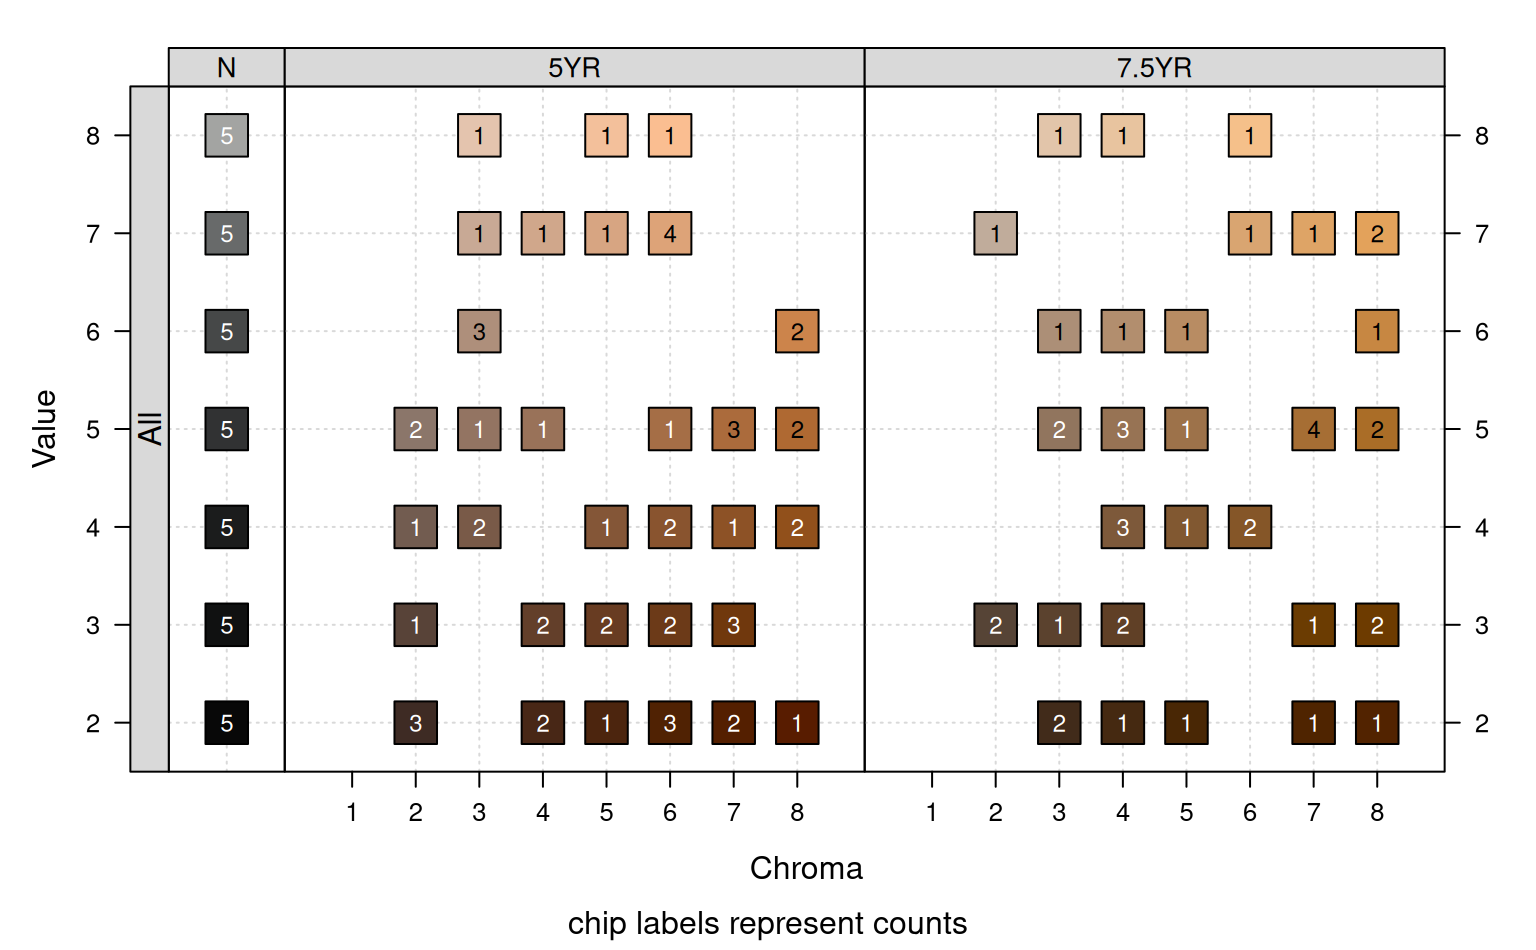 N 5YR 7.5YR
8 5 1 1 1 1 1 1 8
7 5 1 1 1 4 1 1 1 2 7
6 5 3 2 1 1 1 1 6
5 5 2 1 1 1 3 2 2 3 1 4 2 5
4 5 1 2 1 2 1 2 3 1 2 4
3 5 1 2 2 2 3 2 1 2 1 2 3
2 5 3 2 1 3 2 1 2 1 1 1 1 2
Value
All
1 2 3 4 5 6 7 8 1 2 3 4 5 6 7 8
Chroma
chip labels represent counts